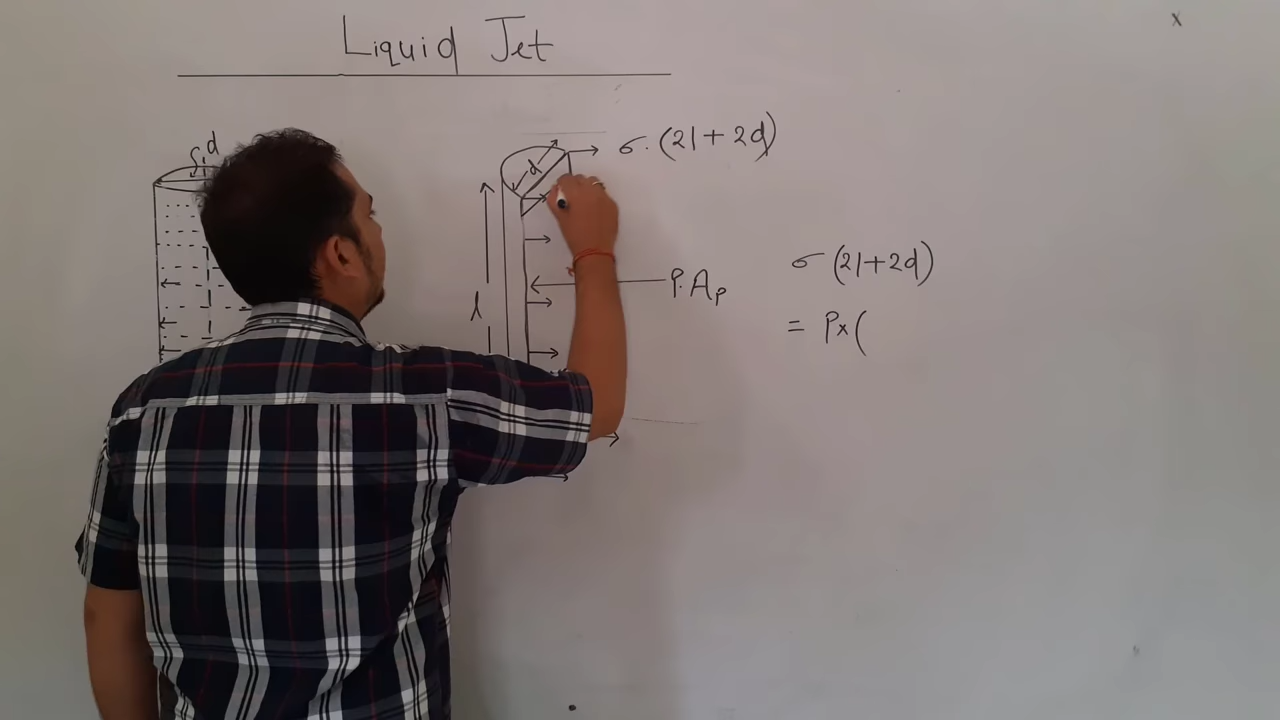 Liquid Jet
d
d
σ. (2l + 2d)
l
P.Ap
σ (2l+2d)
= P× (
x